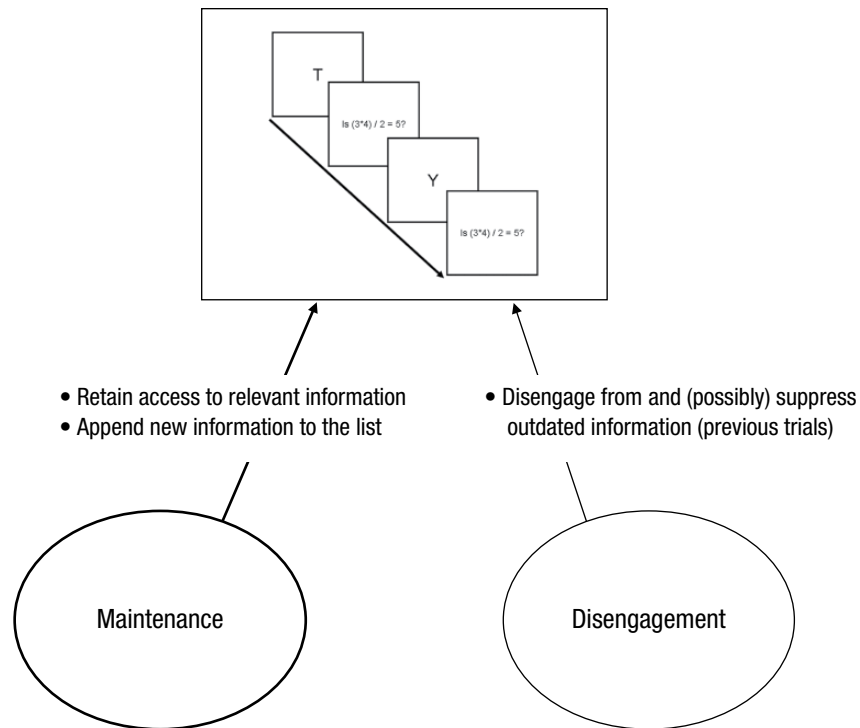 T
Is (3*4) / 2 = 5?
Y
Is (3*4) / 2 = 5?
• Retain access to relevant information
• Append new information to the list
• Disengage from and (possibly) suppress
outdated information (previous trials)
Maintenance
Disengagement